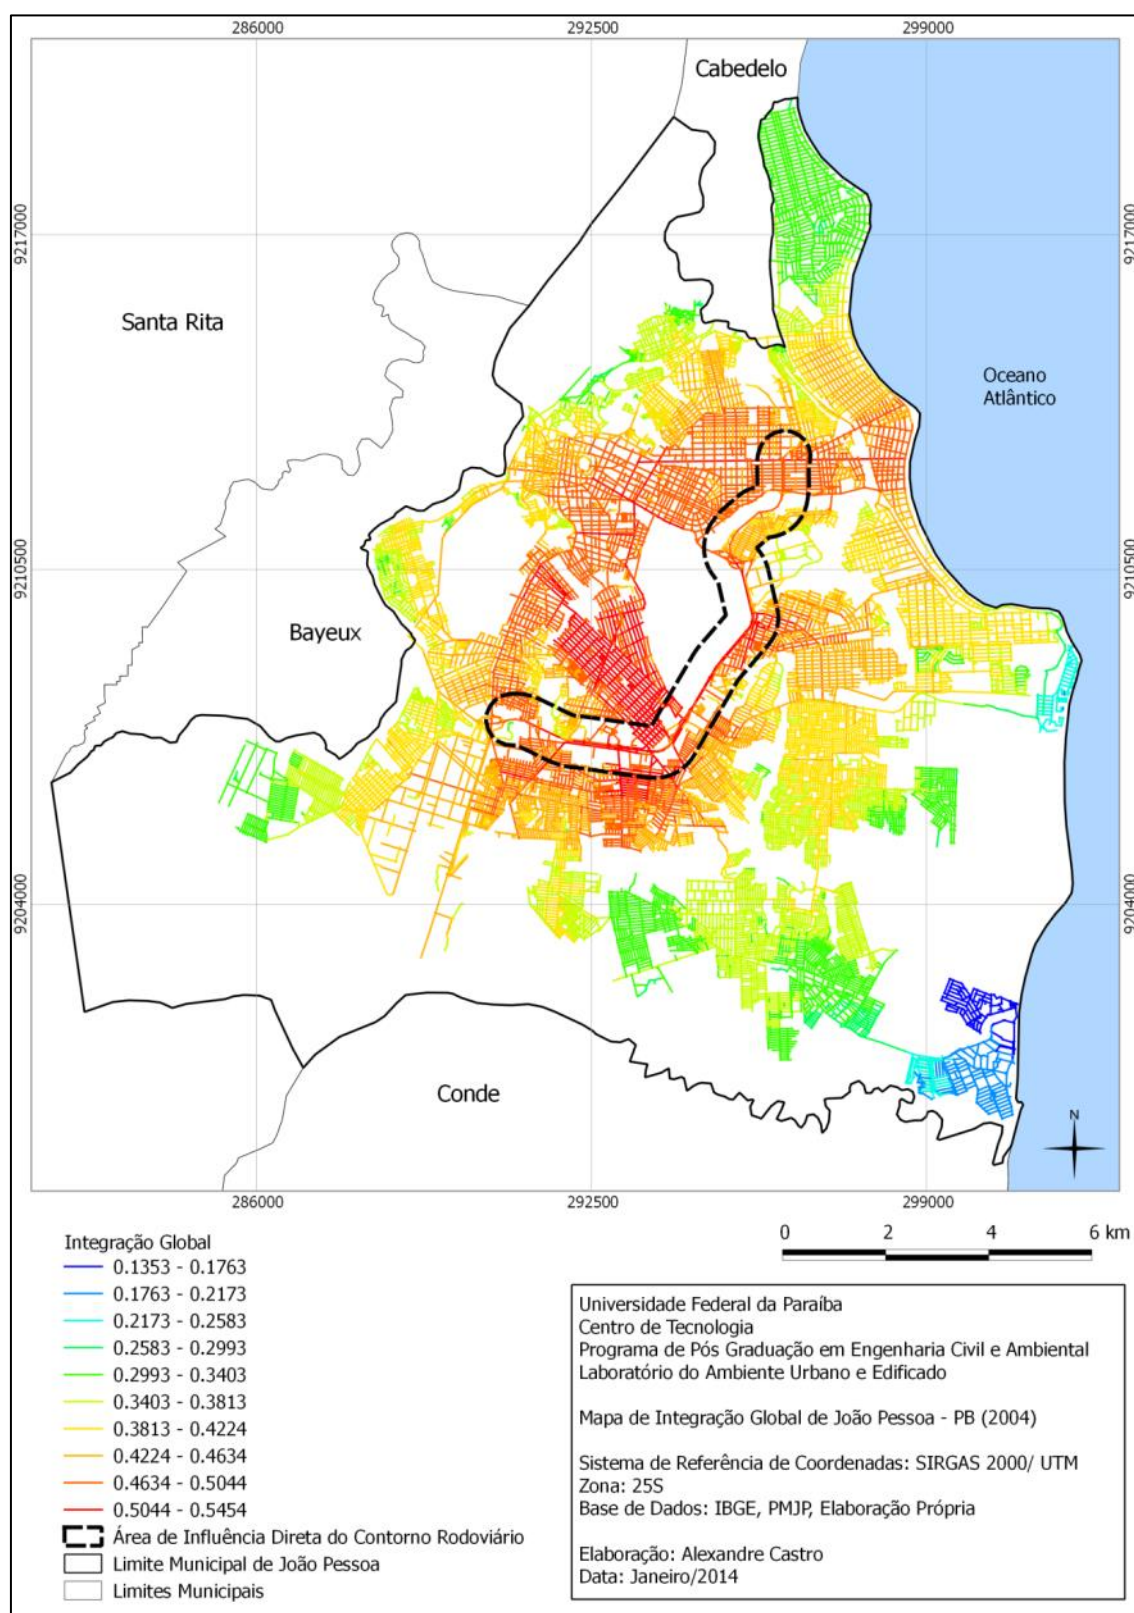 286000
292500
299000
Cabedelo
9217000
9217000
Santa Rita
Oceano
Atlântico
9210500
9210500
Bayeux
9204000
9204000
Conde
N
286000
292500
299000
Integração Global
0.1353 - 0.1763
0.1763 - 0.2173
0.2173 - 0.2583
0.2583 - 0.2993
0.2993 - 0.3403
0.3403 - 0.3813
0.3813 - 0.4224
0.4224 - 0.4634
0.4634 - 0.5044
0.5044 - 0.5454
Área de Influência Direta do Contorno Rodoviário
Limite Municipal de João Pessoa
Limites Municipais
0 2 4 6 km
Universidade Federal da Paraíba
Centro de Tecnologia
Programa de Pós Graduação em Engenharia Civil e Ambiental
Laboratório do Ambiente Urbano e Edificado
Mapa de Integração Global de João Pessoa - PB (2004)
Sistema de Referência de Coordenadas: SIRGAS 2000/ UTM
Zona: 25S
Base de Dados: IBGE, PMJP, Elaboração Própria
Elaboração: Alexandre Castro
Data: Janeiro/2014